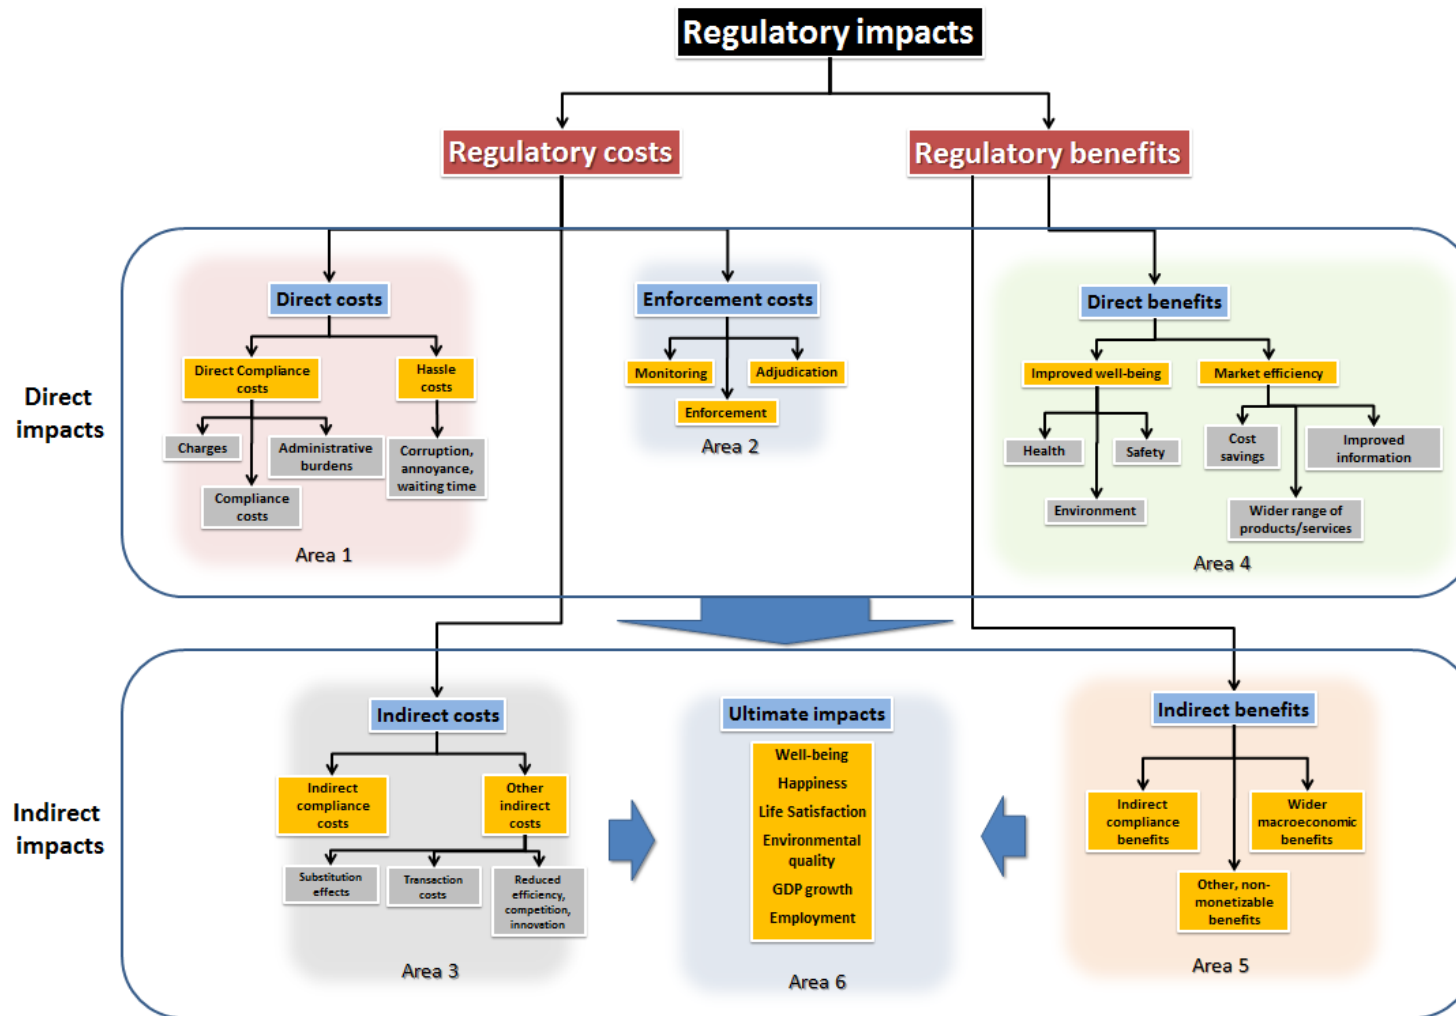 Regulatory impacts
Regulatory costs
Regulatory benefits
Direct
impacts
Direct costs
Direct Compliance
costs
Hassle
costs
Charges
Administrative
burdens
Compliance
costs
Corruption,
annoyance,
waiting time
Area 1
Enforcement costs
Monitoring
Adjudication
Enforcement
Area 2
Direct benefits
Improved well-being
Market efficiency
Health
Safety
Environment
Cost
savings
Improved
information
Wider range of
products/services
Area 4
Indirect
impacts
Indirect costs
Indirect
compliance
costs
Other
indirect
costs
Substitution
effects
Transaction
costs
Reduced
efficiency,
competition,
innovation
Area 3
Ultimate impacts
Well-being
Happiness
Life Satisfaction
Environmental
quality
GDP growth
Employment
Area 6
Indirect benefits
Indirect
compliance
benefits
Wider
macroeconomic
benefits
Other, non-
monetizable
benefits
Area 5